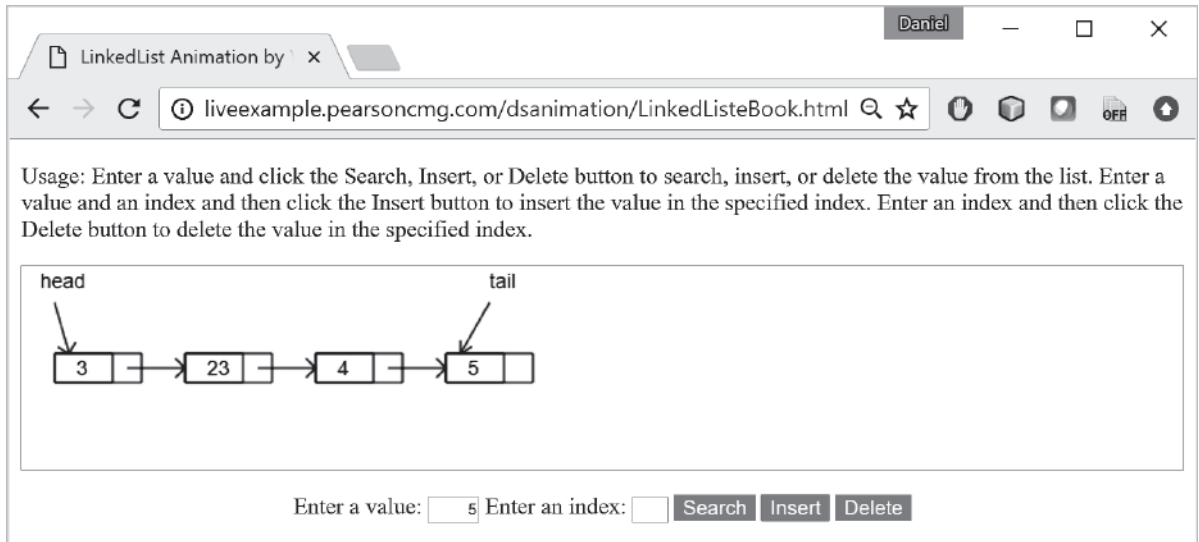 Daniel
LinkedList Animation by
liveexample.pearsoncmg.com/dsanimation/LinkedListeBook.html
OFF
Usage: Enter a value and click the Search, Insert, or Delete button to search, insert, or delete the value from the list. Enter a
value and an index and then click the Insert button to insert the value in the specified index. Enter an index and then click the
Delete button to delete the value in the specified index.
head tail
3 23 4 5
Enter a value: 5 Enter an index: Search Insert Delete